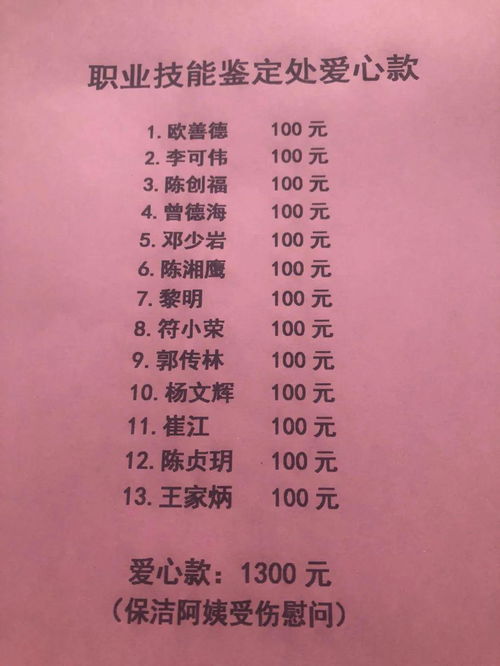 职业技能鉴定处爱心款
1. 欧善德 100 元
2. 李可伟 100 元
3. 陈创福 100 元
4. 曾德海 100 元
5. 邓少岩 100 元
6. 陈湘鹰 100 元
7. 黎明 100 元
8. 符小荣 100 元
9. 郭传林 100 元
10. 杨文辉 100 元
11. 崔江 100 元
12. 陈贞玥 100 元
13. 王家炳 100 元
爱心款：1300 元
（保洁阿姨受伤慰问）